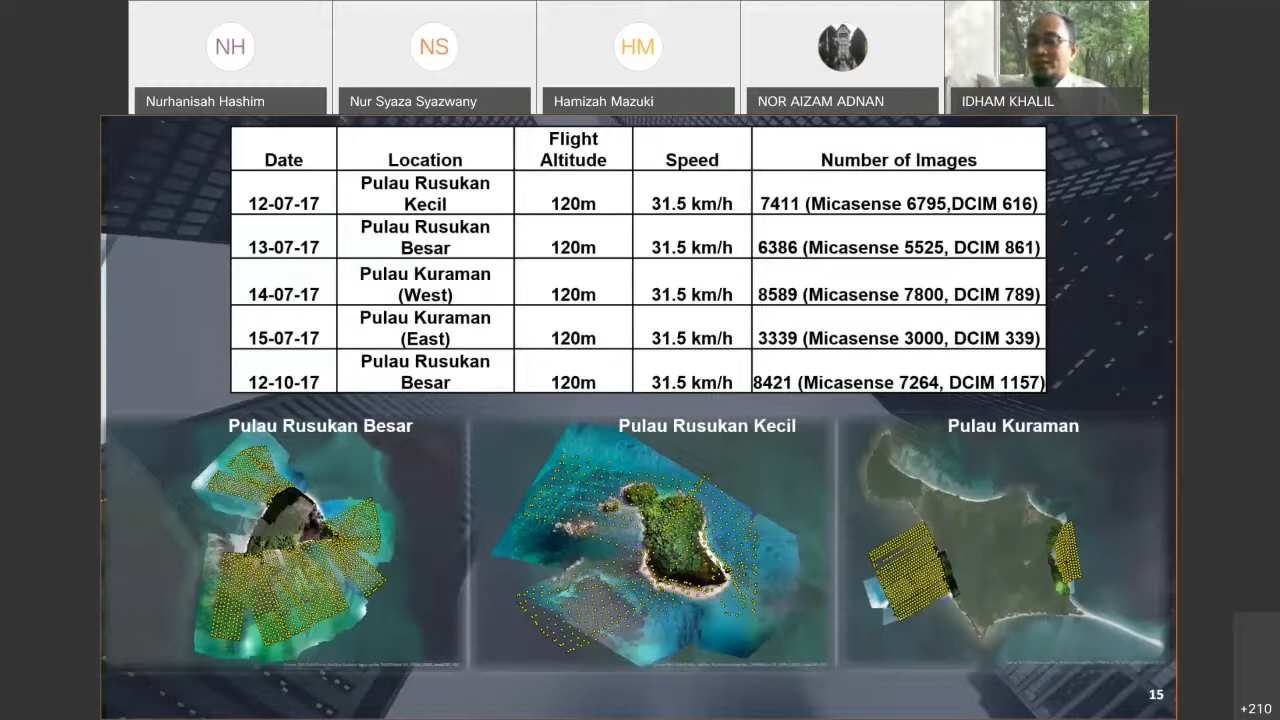 NH
NS
HM
Nurhanisah Hashim
Nur Syaza Syazwany
Hamizah Mazuki
NOR AIZAM ADNAN
IDHAM KHALIL
Date
Location
Flight
Altitude
Speed
Number of Images
12-07-17
Pulau Rusukan
Kecil
120m
31.5 km/h
7411 (Micasense 6795,DCIM 616)
13-07-17
Pulau Rusukan
Besar
120m
31.5 km/h
6386 (Micasense 5525, DCIM 861)
14-07-17
Pulau Kuraman
(West)
120m
31.5 km/h
8589 (Micasense 7800, DCIM 789)
15-07-17
Pulau Kuraman
(East)
120m
31.5 km/h
3339 (Micasense 3000, DCIM 339)
12-10-17
Pulau Rusukan
Besar
120m
31.5 km/h
8421 (Micasense 7264, DCIM 1157)
Pulau Rusukan Besar
Pulau Rusukan Kecil
Pulau Kuraman
15
+210